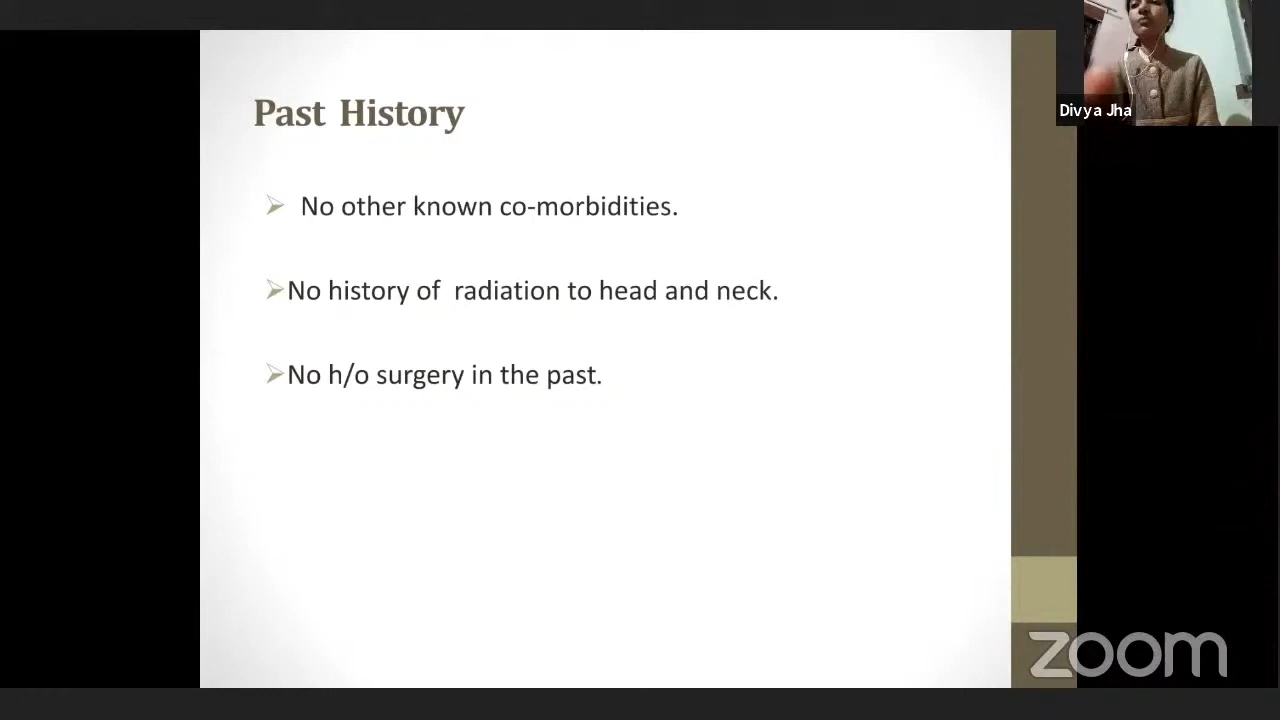 Past History
No other known co-morbidities.
No history of radiation to head and neck.
No h/o surgery in the past.
Divya Jha
zoom